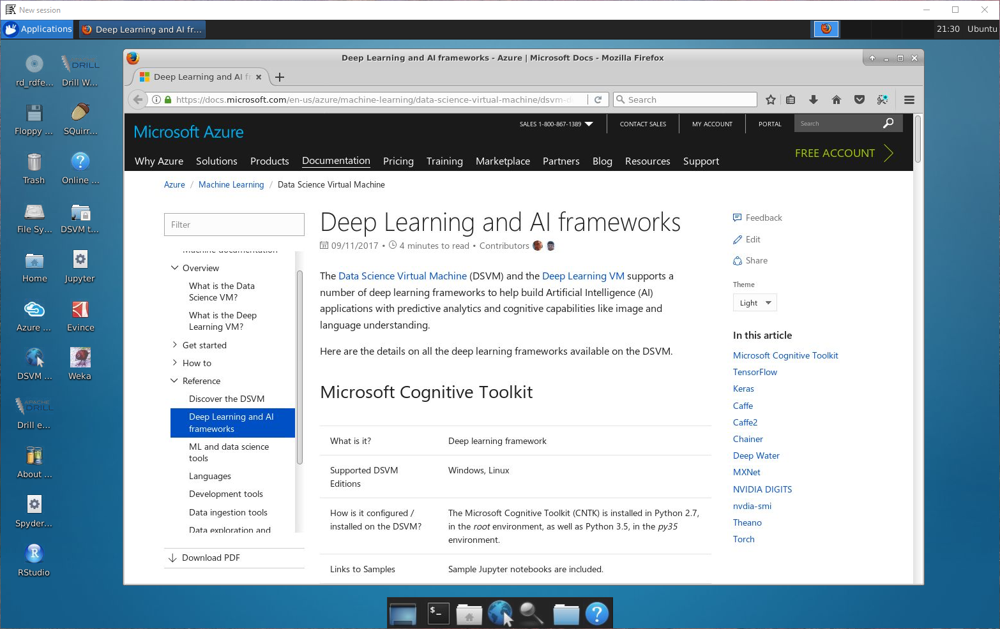 New session
Applications
Deep Learning and AI fr...
21:30 Ubuntu
rd_rdfe...
Drill W...
Floppy ...
SQuirr...
Trash
Online ...
File Sy...
DSVM t...
Home
Jupyter
Azure ...
Evince
DSVM ...
Weka
APACHE
DRILL
Drill e...
About ...
Spyder...
RStudio
Deep Learning and AI frameworks - Azure | Microsoft Docs - Mozilla Firefox
Deep Learning and AI f
https://docs.microsoft.com/en-us/azure/machine-learning/data-science-virtual-machine/dsvm-d
Search
Microsoft Azure
SALES 1-800-867-1389
CONTACT SALES
MY ACCOUNT
PORTAL
Search
Why Azure Solutions Products Documentation Pricing Training Marketplace Partners Blog Resources Support
FREE ACCOUNT
Azure / Machine Learning / Data Science Virtual Machine
Filter
Machine documentation
Overview
What is the Data
Science VM?
What is the Deep
Learning VM?
Get started
How to
Reference
Discover the DSVM
Deep Learning and AI
frameworks
ML and data science
tools
Languages
Development tools
Data ingestion tools
Data exploration and
Download PDF
Deep Learning and AI frameworks
09/11/2017 • 4 minutes to read • Contributors
The Data Science Virtual Machine (DSVM) and the Deep Learning VM supports a
number of deep learning frameworks to help build Artificial Intelligence (AI)
applications with predictive analytics and cognitive capabilities like image and
language understanding.
Here are the details on all the deep learning frameworks available on the DSVM.
Microsoft Cognitive Toolkit
What is it?
Deep learning framework
Supported DSVM
Editions
Windows, Linux
How is it configured /
installed on the DSVM?
The Microsoft Cognitive Toolkit (CNTK) is installed in Python 2.7,
in the root environment, as well as Python 3.5, in the py35
environment.
Links to Samples
Sample Jupyter notebooks are included.
Feedback
Edit
Share
Theme
Light
In this article
Microsoft Cognitive Toolkit
TensorFlow
Keras
Caffe
Caffe2
Chainer
Deep Water
MXNet
NVIDIA DIGITS
nvdia-smi
Theano
Torch